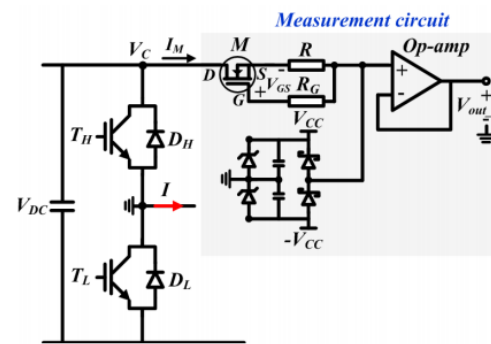 Measurement circuit
V_C I_M M R Op-amp
D S
V_GS
G R_G
+
-
V_out
T_H D_H V_CC
V_DC I
-V_CC
T_L D_L